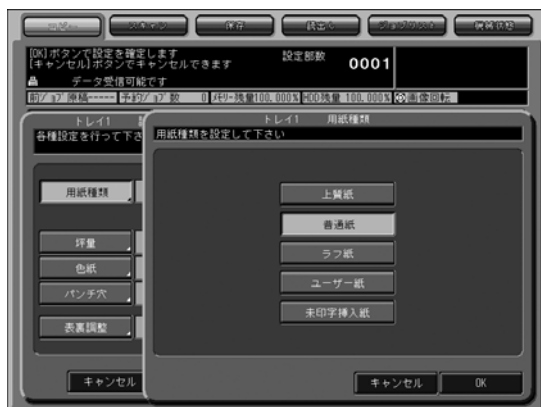 コピー スキャン 保存 読出し ジョブリスト 機械状態
[OK]ボタンで設定を確定します
[キャンセル]ボタンでキャンセルできます
設定部数 0001
データ受信可能です
前ｼﾞｮﾌﾞ原稿----- 予約ｼﾞｮﾌﾞ数 0 ﾒﾓﾘｰ残量100.000% HDD残量 100.000% 画像回転
トレイ1
各種設定を行って下さ
用紙種類
坪量
色紙
パンチ穴
表裏調整
キャンセル
トレイ1 用紙種類
用紙種類を設定して下さい
上質紙
普通紙
ラフ紙
ユーザー紙
未印字挿入紙
キャンセル OK